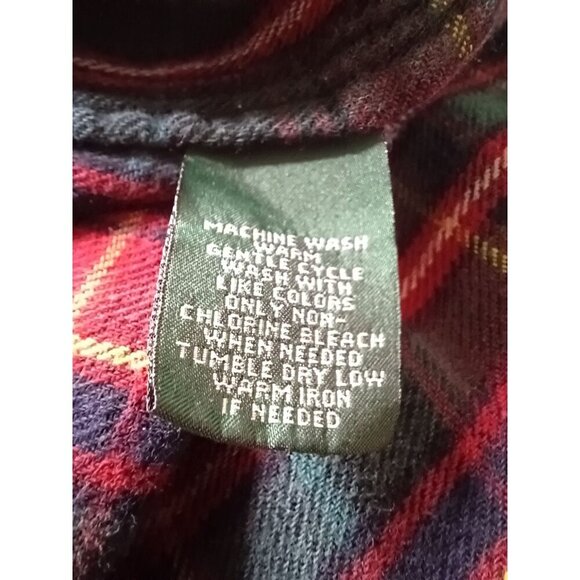 MACHINE WASH
WARM
GENTLE CYCLE
WASH WITH
LIKE COLORS
ONLY NON-
CHLORINE BLEACH
WHEN NEEDED
TUMBLE DRY LOW
WARM IRON
IF NEEDED